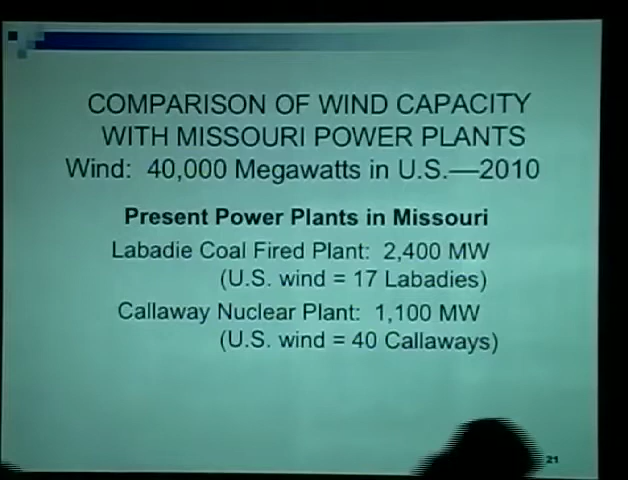 COMPARISON OF WIND CAPACITY
WITH MISSOURI POWER PLANTS
Wind: 40,000 Megawatts in U.S.—2010
Present Power Plants in Missouri
Labadie Coal Fired Plant: 2,400 MW
(U.S. wind = 17 Labadies)
Callaway Nuclear Plant: 1,100 MW
(U.S. wind = 40 Callaways)
21